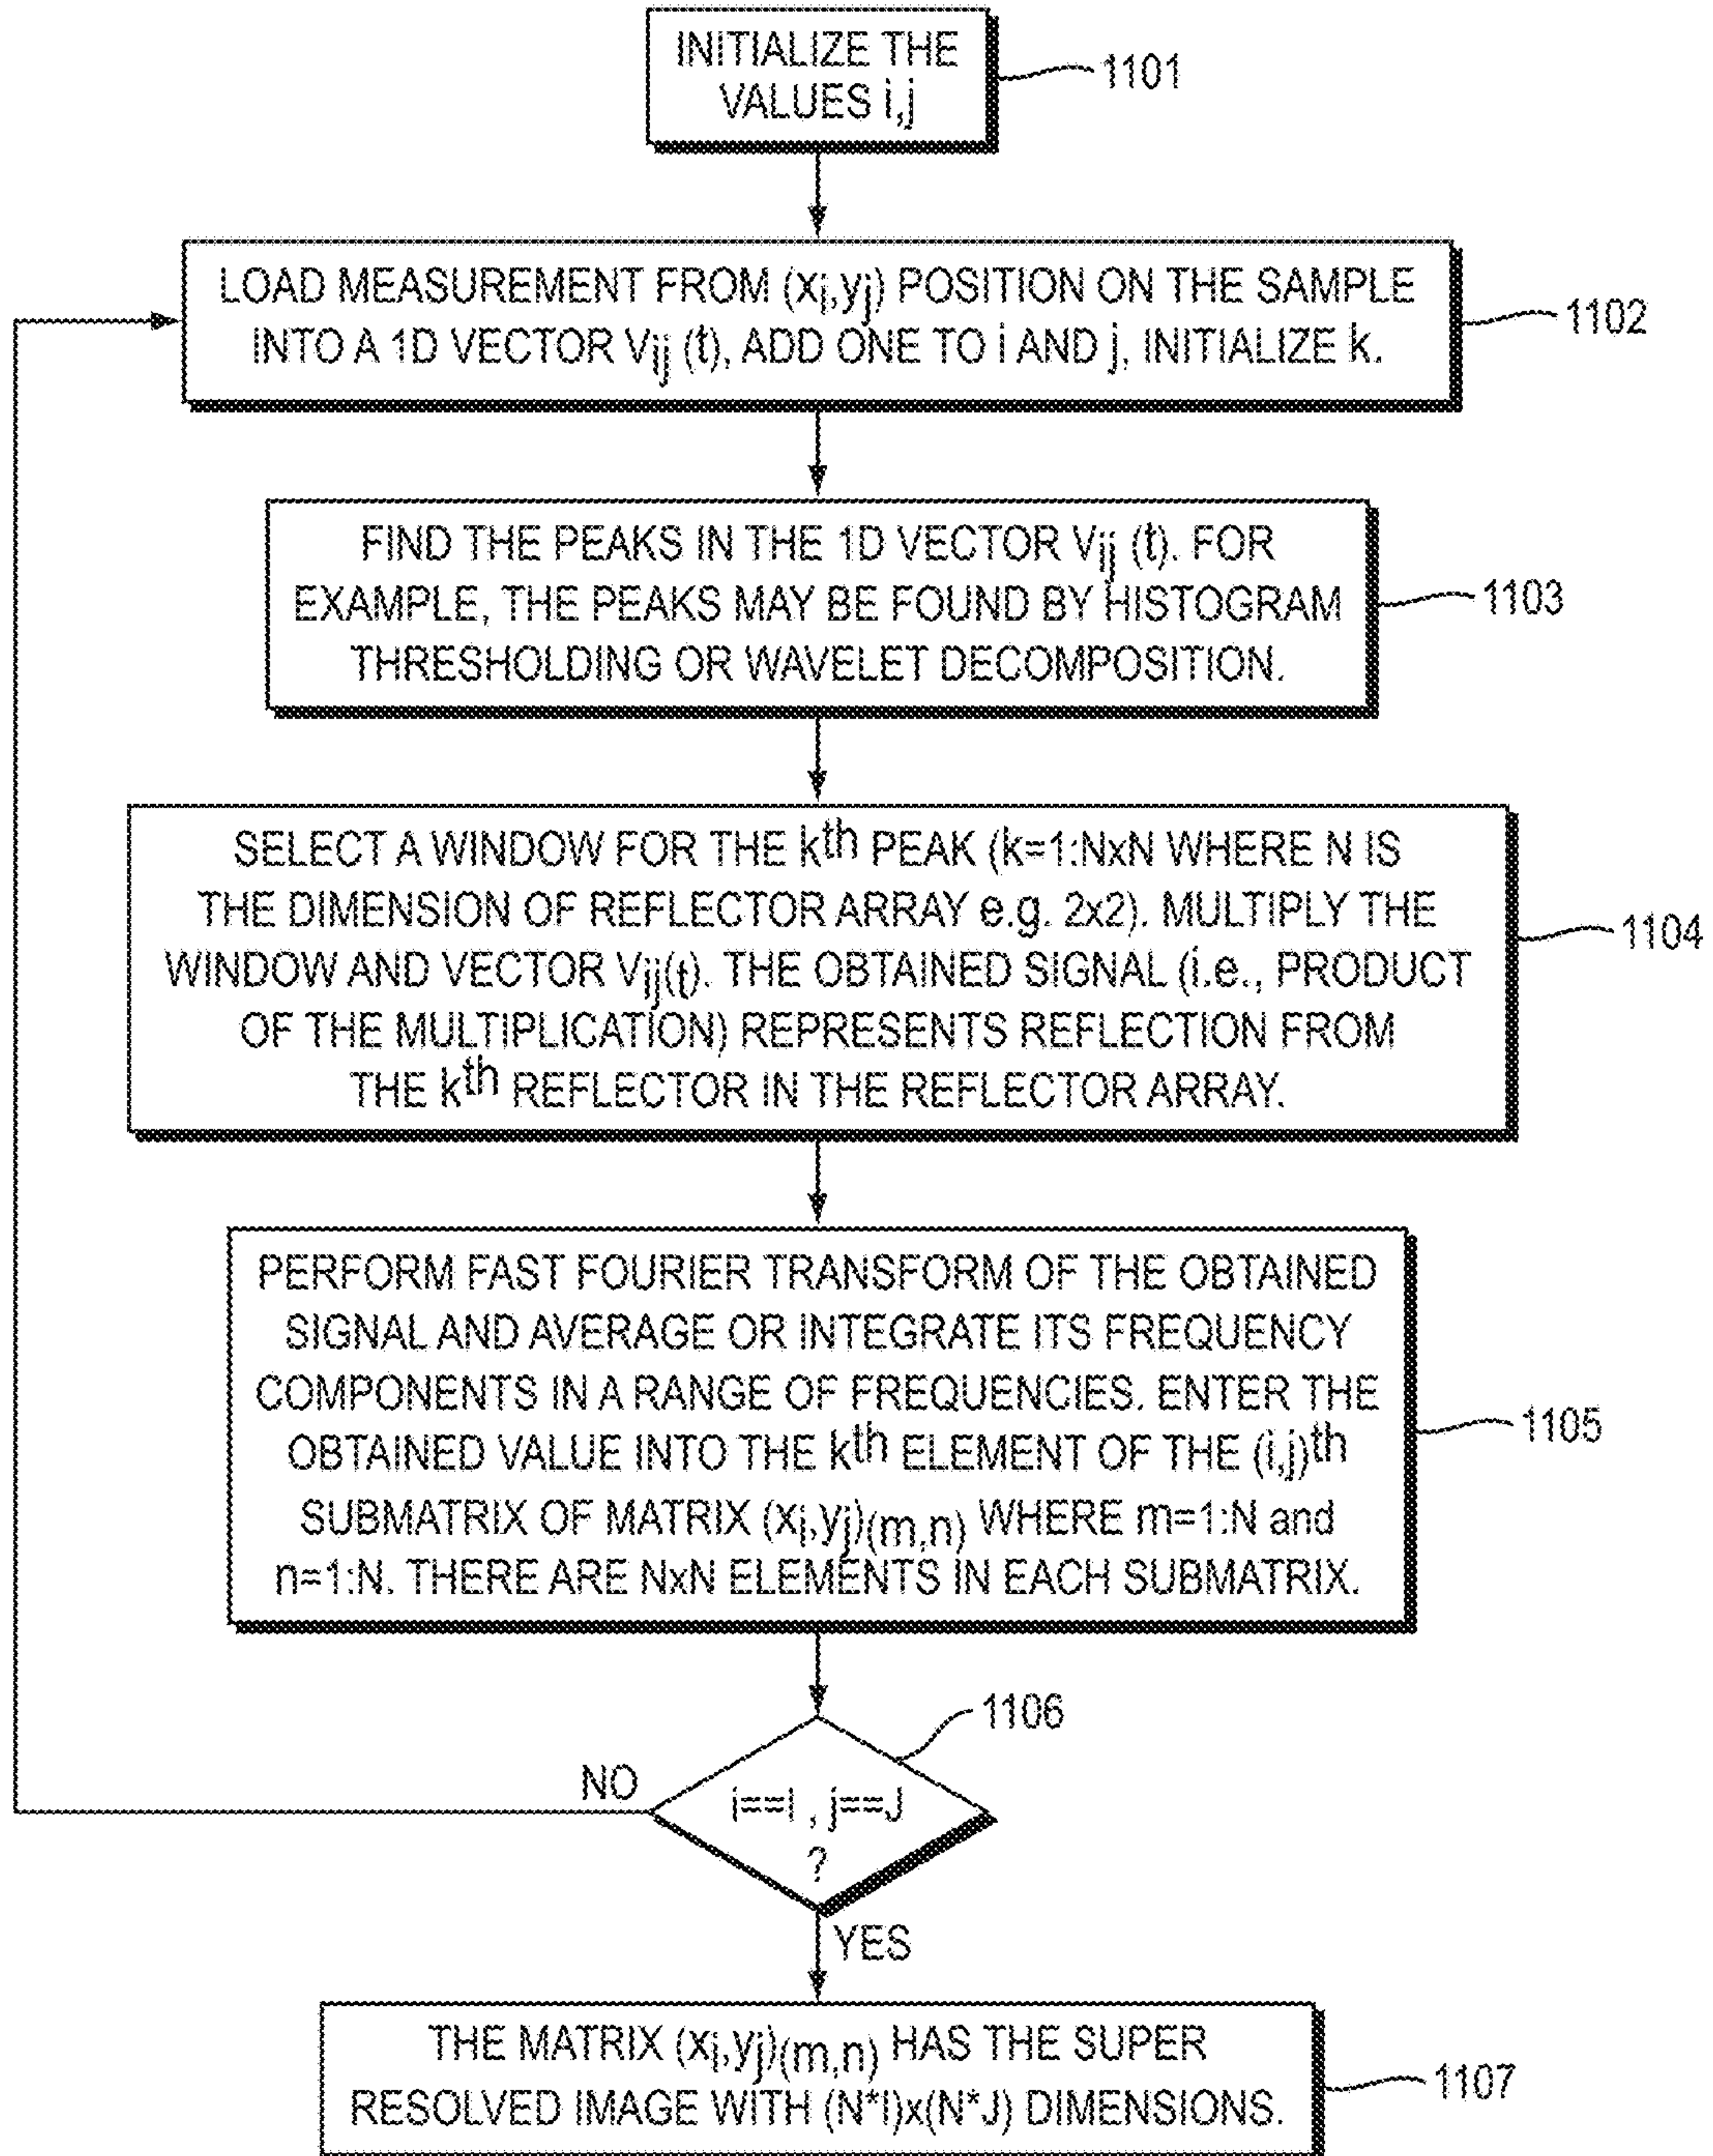 INITIALIZE THE
VALUES i,j
1101
LOAD MEASUREMENT FROM (xi,yj) POSITION ON THE SAMPLE
INTO A 1D VECTOR Vij (t), ADD ONE TO i AND j, INITIALIZE k.
1102
FIND THE PEAKS IN THE 1D VECTOR Vij (t). FOR
EXAMPLE, THE PEAKS MAY BE FOUND BY HISTOGRAM
THRESHOLDING OR WAVELET DECOMPOSITION.
1103
SELECT A WINDOW FOR THE kth PEAK (k=1:NxN WHERE N IS
THE DIMENSION OF REFLECTOR ARRAY e.g. 2x2). MULTIPLY THE
WINDOW AND VECTOR Vij(t). THE OBTAINED SIGNAL (i.e., PRODUCT
OF THE MULTIPLICATION) REPRESENTS REFLECTION FROM
THE kth REFLECTOR IN THE REFLECTOR ARRAY.
1104
PERFORM FAST FOURIER TRANSFORM OF THE OBTAINED
SIGNAL AND AVERAGE OR INTEGRATE ITS FREQUENCY
COMPONENTS IN A RANGE OF FREQUENCIES. ENTER THE
OBTAINED VALUE INTO THE kth ELEMENT OF THE (i,j)th
SUBMATRIX OF MATRIX (xi,yj)(m,n) WHERE m=1:N and
n=1:N. THERE ARE NxN ELEMENTS IN EACH SUBMATRIX.
1105
1106
NO
i==I , j==J
?
YES
THE MATRIX (xi,yj)(m,n) HAS THE SUPER
RESOLVED IMAGE WITH (N*I)x(N*J) DIMENSIONS.
1107